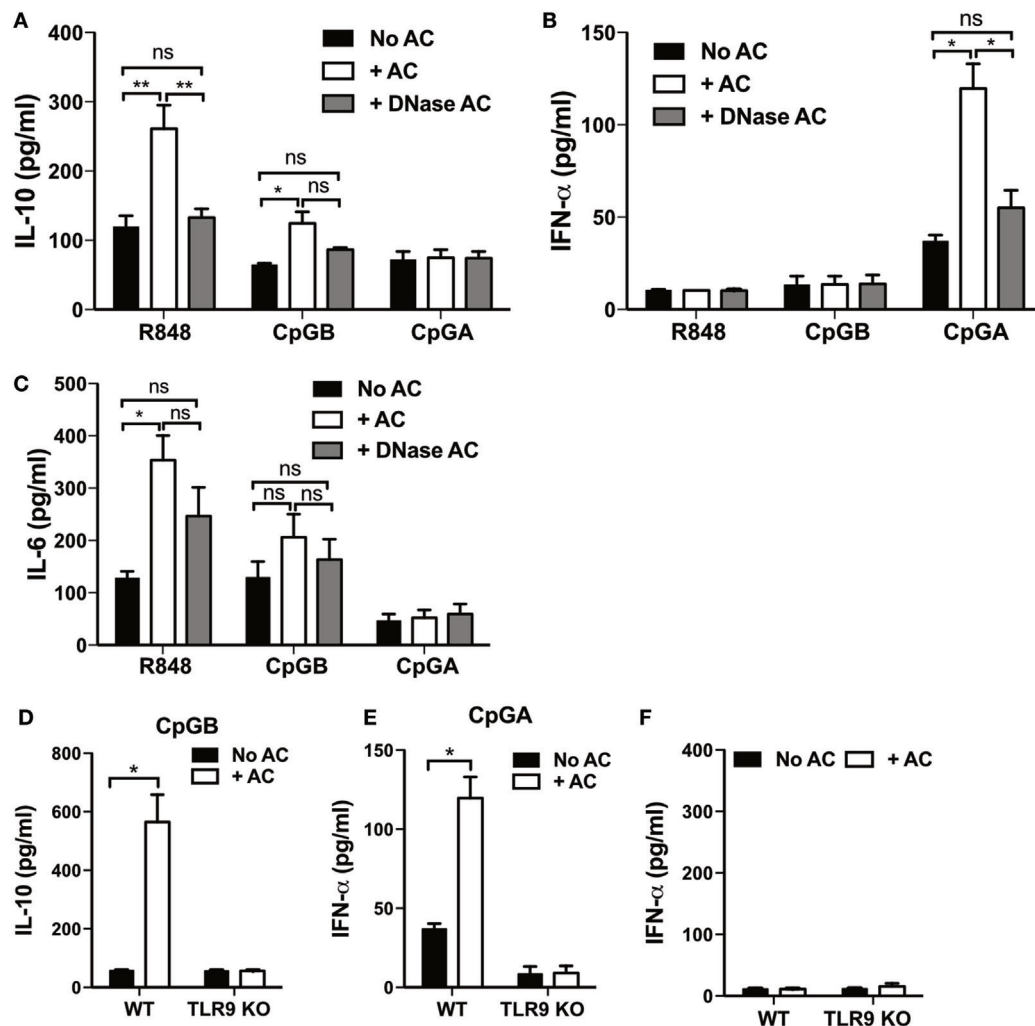 A
IL-10 (pg/ml)
400
300
200
100
0
No AC
+ AC
+ DNase AC
ns
** **
ns
* ns
R848 CpGB CpGA
B
IFN-α (pg/ml)
150
100
50
0
No AC
+ AC
+ DNase AC
ns
* *
R848 CpGB CpGA
C
IL-6 (pg/ml)
500
400
300
200
100
0
No AC
+ AC
+ DNase AC
ns
* ns
ns
ns ns
R848 CpGB CpGA
D
CpGB
IL-10 (pg/ml)
800
600
400
200
0
No AC
+ AC
*
WT TLR9 KO
E
CpGA
IFN-α (pg/ml)
150
100
50
0
No AC
+ AC
*
WT TLR9 KO
F
IFN-α (pg/ml)
400
300
200
100
0
No AC + AC
WT TLR9 KO